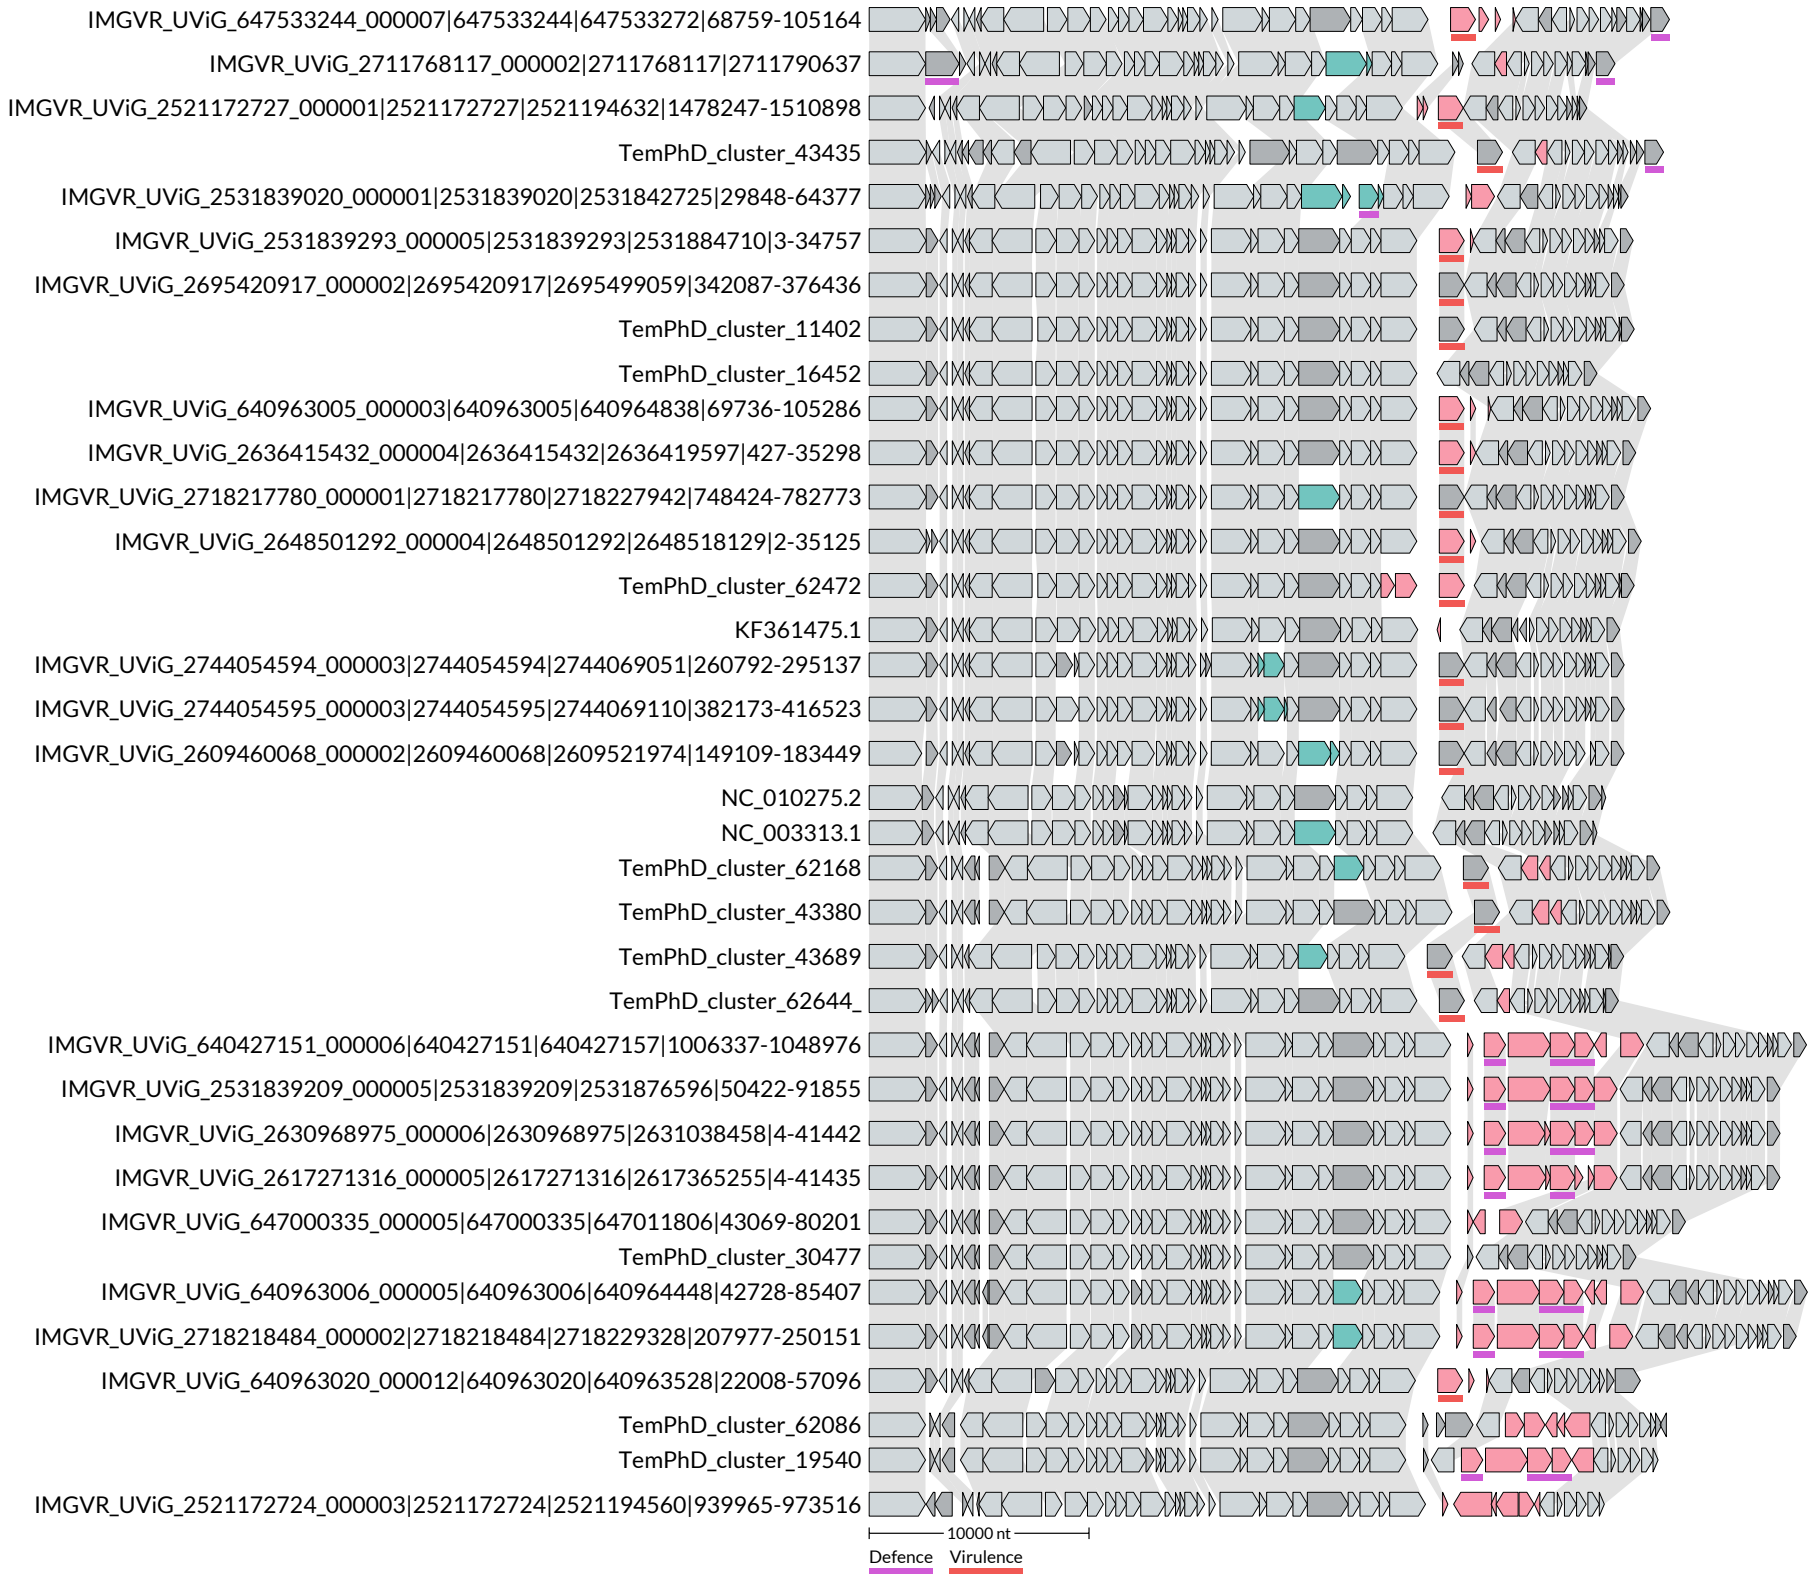 IMGVR_UViG_647533244_000007|647533244|647533272|68759-105164
IMGVR_UViG_2711768117_000002|2711768117|2711790637
IMGVR_UViG_2521172727_000001|2521172727|2521194632|1478247-1510898
TemPhD_cluster_43435
IMGVR_UViG_2531839020_000001|2531839020|2531842725|29848-64377
IMGVR_UViG_2531839293_000005|2531839293|2531884710|3-34757
IMGVR_UViG_2695420917_000002|2695420917|2695499059|342087-376436
TemPhD_cluster_11402
TemPhD_cluster_16452
IMGVR_UViG_640963005_000003|640963005|640964838|69736-105286
IMGVR_UViG_2636415432_000004|2636415432|2636419597|427-35298
IMGVR_UViG_2718217780_000001|2718217780|2718227942|748424-782773
IMGVR_UViG_2648501292_000004|2648501292|2648518129|2-35125
TemPhD_cluster_62472
KF361475.1
IMGVR_UViG_2744054594_000003|2744054594|2744069051|260792-295137
IMGVR_UViG_2744054595_000003|2744054595|2744069110|382173-416523
IMGVR_UViG_2609460068_000002|2609460068|2609521974|149109-183449
NC_010275.2
NC_003313.1
TemPhD_cluster_62168
TemPhD_cluster_43380
TemPhD_cluster_43689
TemPhD_cluster_62644_
IMGVR_UViG_640427151_000006|640427151|640427157|1006337-1048976
IMGVR_UViG_2531839209_000005|2531839209|2531876596|50422-91855
IMGVR_UViG_2630968975_000006|2630968975|2631038458|4-41442
IMGVR_UViG_2617271316_000005|2617271316|2617365255|4-41435
IMGVR_UViG_647000335_000005|647000335|647011806|43069-80201
TemPhD_cluster_30477
IMGVR_UViG_640963006_000005|640963006|640964448|42728-85407
IMGVR_UViG_2718218484_000002|2718218484|2718229328|207977-250151
IMGVR_UViG_640963020_000012|640963020|640963528|22008-57096
TemPhD_cluster_62086
TemPhD_cluster_19540
IMGVR_UViG_2521172724_000003|2521172724|2521194560|939965-973516
10000 nt
Defence Virulence